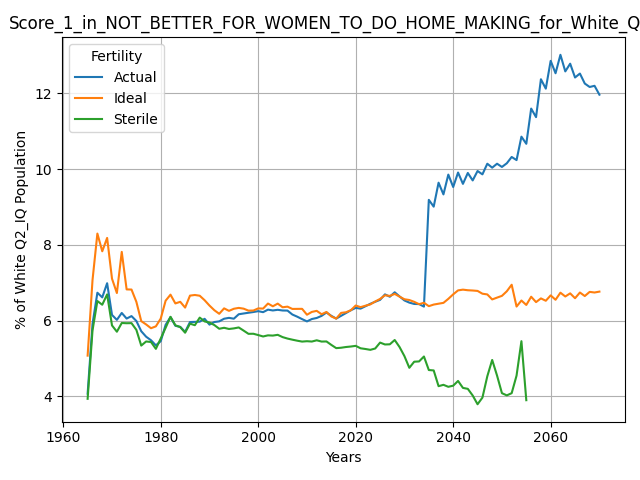 Score_1_in_NOT_BETTER_FOR_WOMEN_TO_DO_HOME_MAKING_for_White_Q
Fertility
Actual
Ideal
Sterile
% of White Q2_IQ Population
12
10
8
6
4
1960 1980 2000 2020 2040 2060
Years